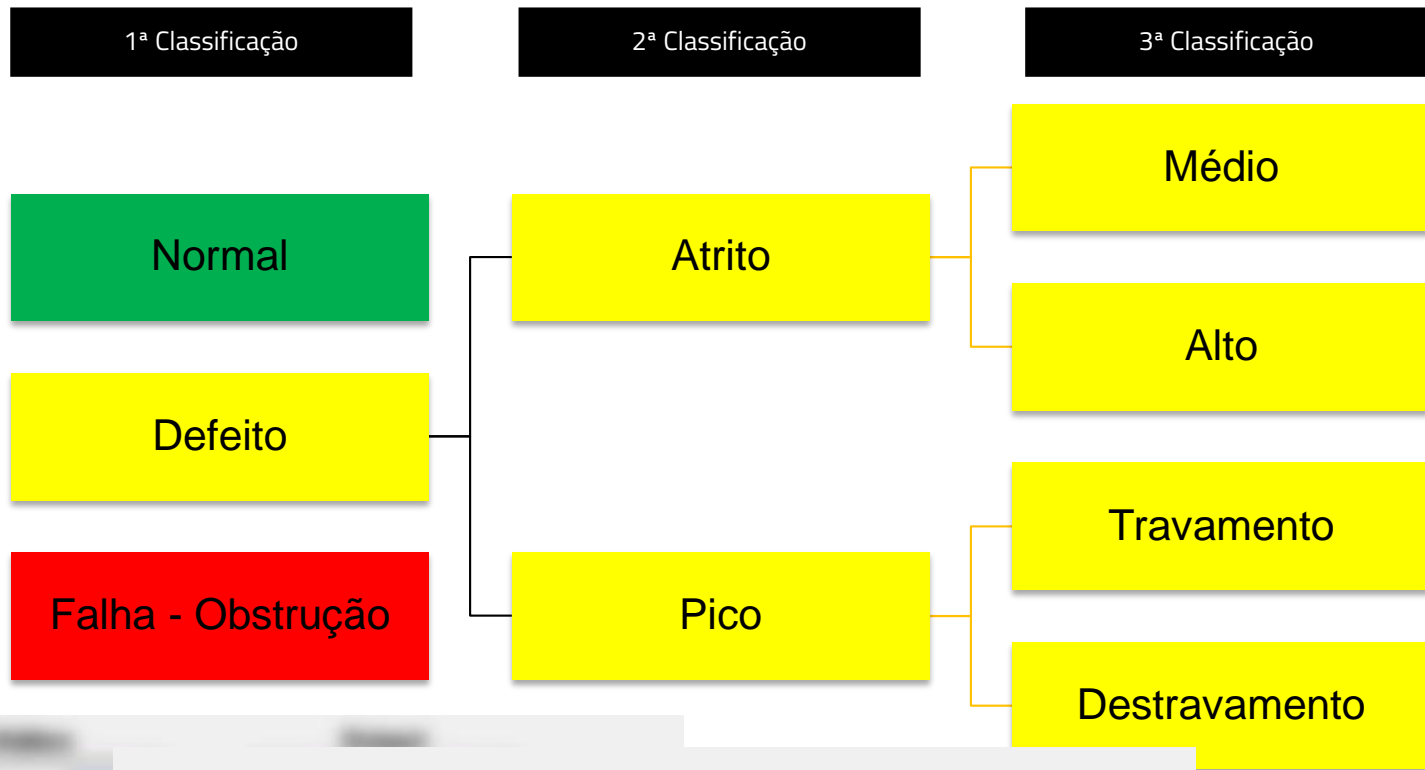 1ª Classificação
2ª Classificação
3ª Classificação
Normal
Defeito
Falha - Obstrução
Atrito
Pico
Médio
Alto
Travamento
Destravamento